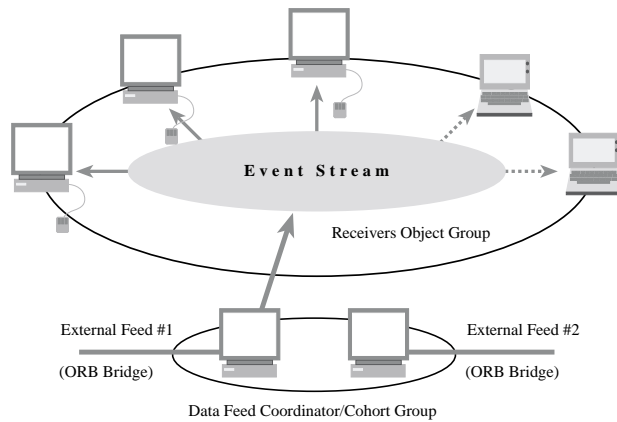 Event Stream
Receivers Object Group
External Feed #1
External Feed #2
(ORB Bridge)
(ORB Bridge)
Data Feed Coordinator/Cohort Group